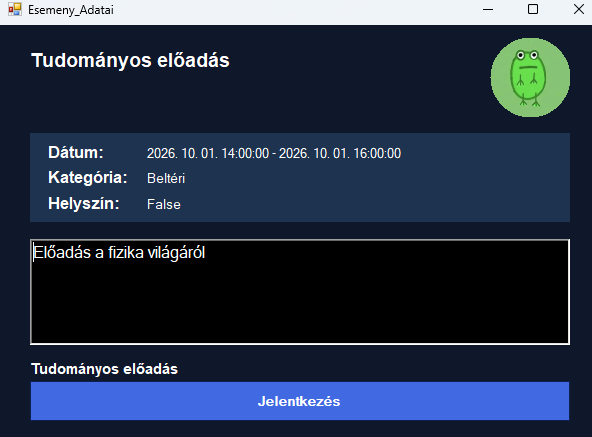 Esemeny_Adatai
Tudományos előadás
Dátum: 2026. 10. 01. 14:00:00 - 2026. 10. 01. 16:00:00
Kategória: Beltéri
Helyszín: False
Előadás a fizika világáról
Tudományos előadás
Jelentkezés